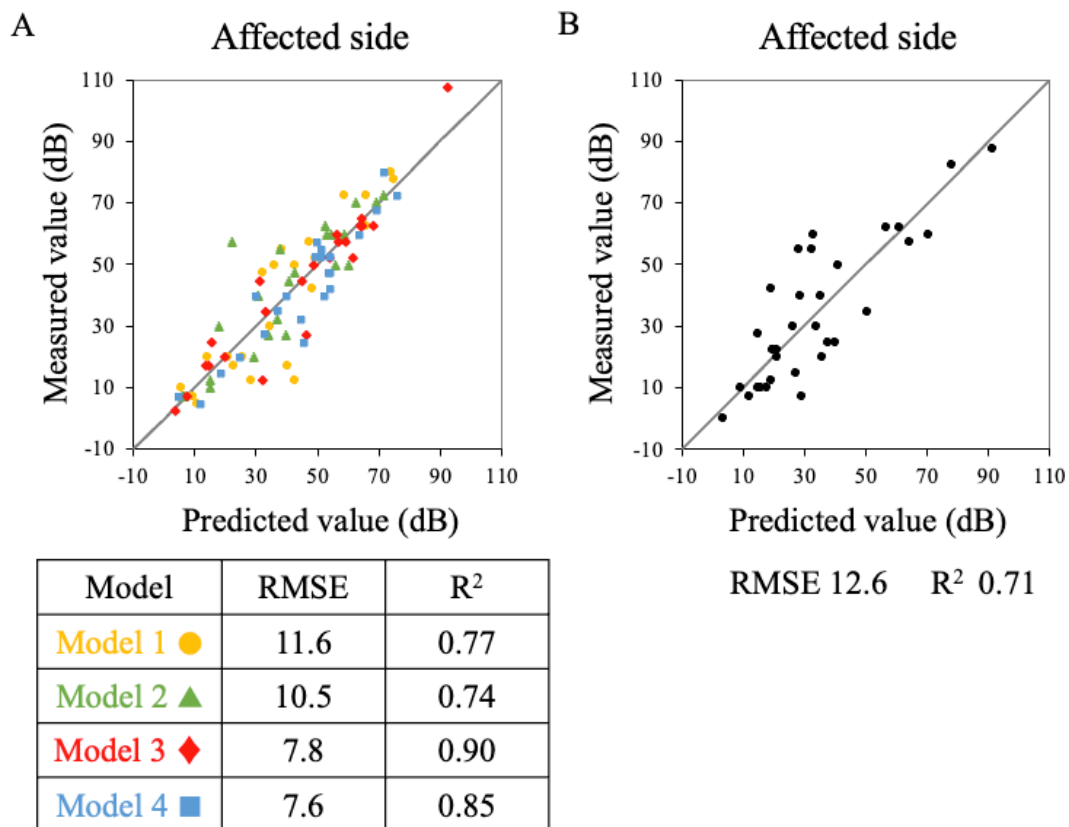 A
Affected side
Measured value (dB)
110
90
70
50
30
10
-10
-10 10 30 50 70 90 110
Predicted value (dB)
Model RMSE R²
Model 1 11.6 0.77
Model 2 10.5 0.74
Model 3 7.8 0.90
Model 4 7.6 0.85
B
Affected side
Measured value (dB)
110
90
70
50
30
10
-10
-10 10 30 50 70 90 110
Predicted value (dB)
RMSE 12.6 R² 0.71